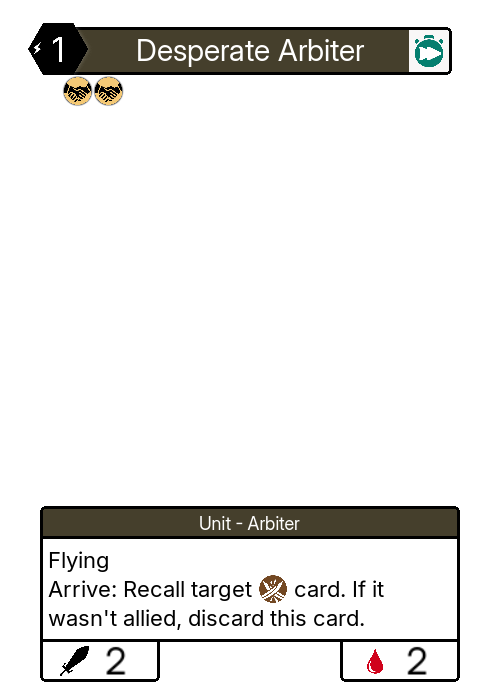 1 Desperate Arbiter
Unit - Arbiter
Flying
Arrive: Recall target card. If it
wasn't allied, discard this card.
2 2